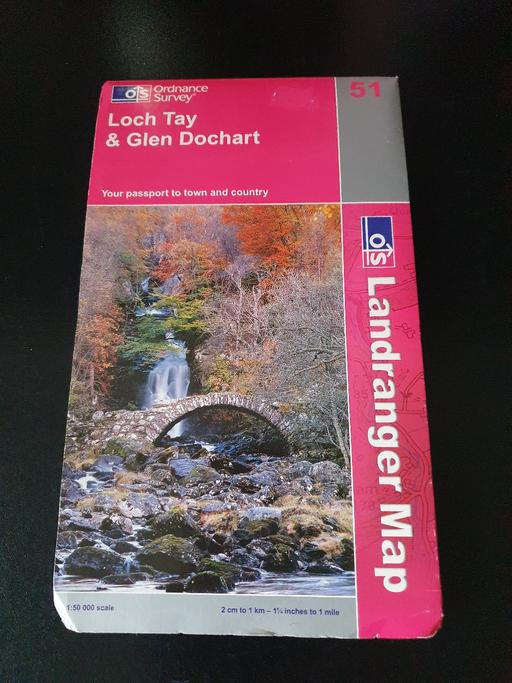 OS Ordnance
Survey®
51
Loch Tay
& Glen Dochart
Your passport to town and country
OS
Landranger Map
1:50 000 scale
2 cm to 1 km – 1¼ inches to 1 mile